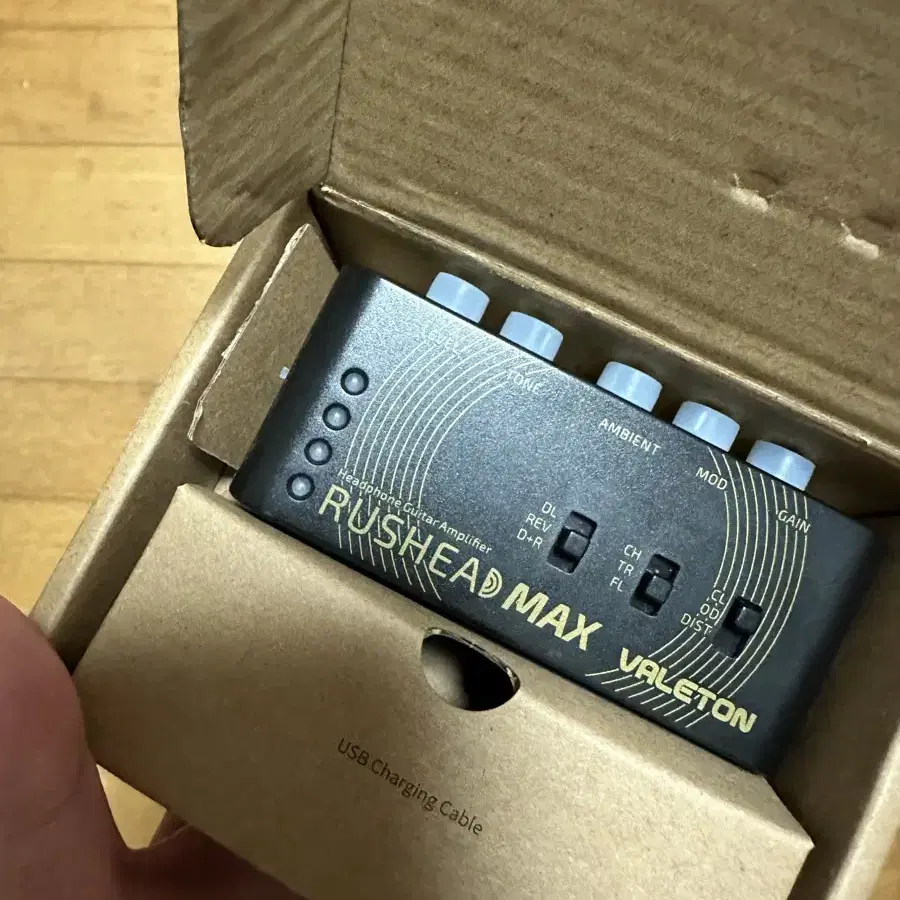 TONE
AMBIENT
MOD
GAIN
DL
REV
D+R
CH
TR
FL
CL
OD
DIST
Headphone Guitar Amplifier
RUSHEAD MAX
VALETON
USB Charging Cable